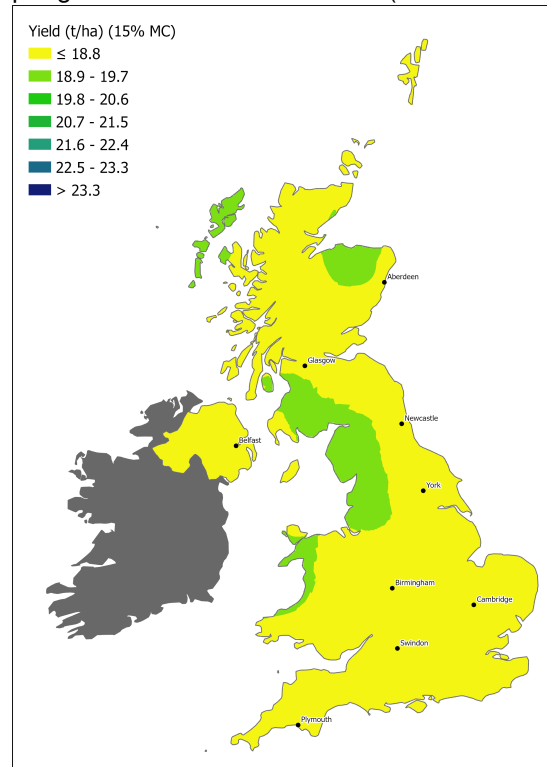 Yield (t/ha) (15% MC)
≤ 18.8
18.9 - 19.7
19.8 - 20.6
20.7 - 21.5
21.6 - 22.4
22.5 - 23.3
> 23.3
Aberdeen
Glasgow
Newcastle
Belfast
York
Birmingham
Cambridge
Swindon
Plymouth